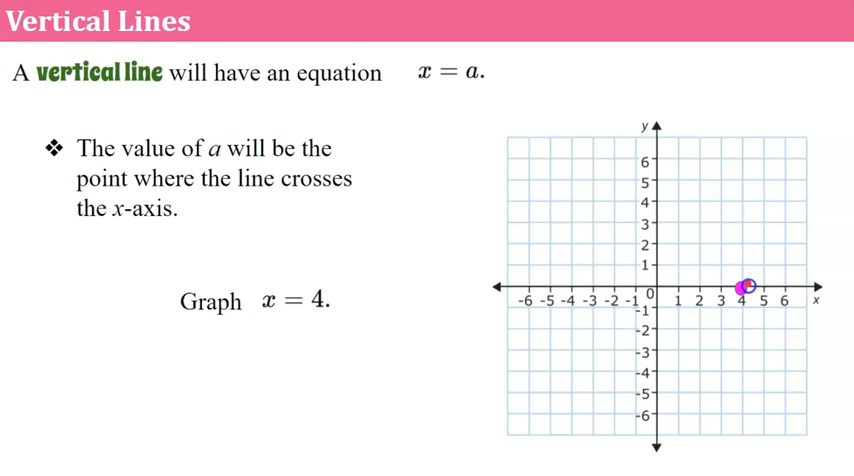 Vertical Lines
A vertical line will have an equation x = a.
❖ The value of a will be the
point where the line crosses
the x-axis.
Graph x = 4.
y
6
5
4
3
2
1
-6 -5 -4 -3 -2 -1 0 1 2 3 4 5 6 x
-1
-2
-3
-4
-5
-6